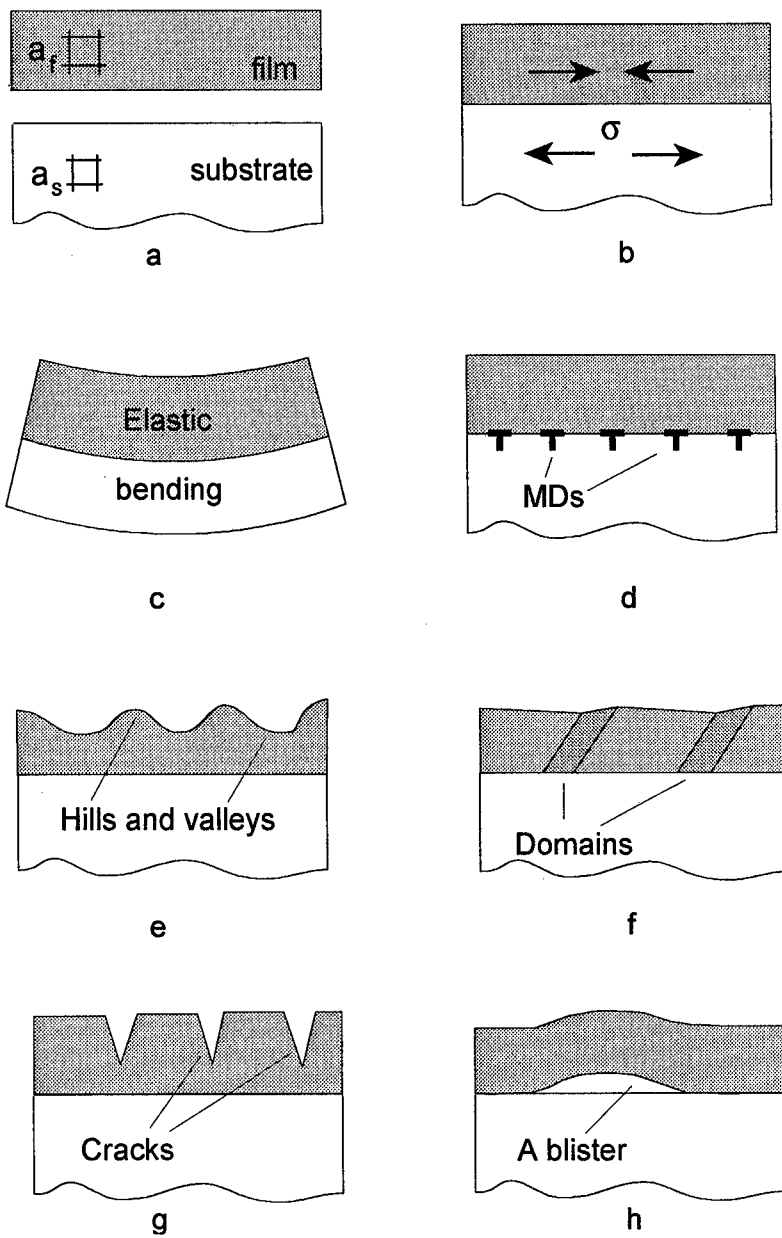 a_f
film
a_s
substrate
a
σ
b
Elastic
bending
c
MDs
d
Hills and valleys
e
Domains
f
Cracks
g
A blister
h